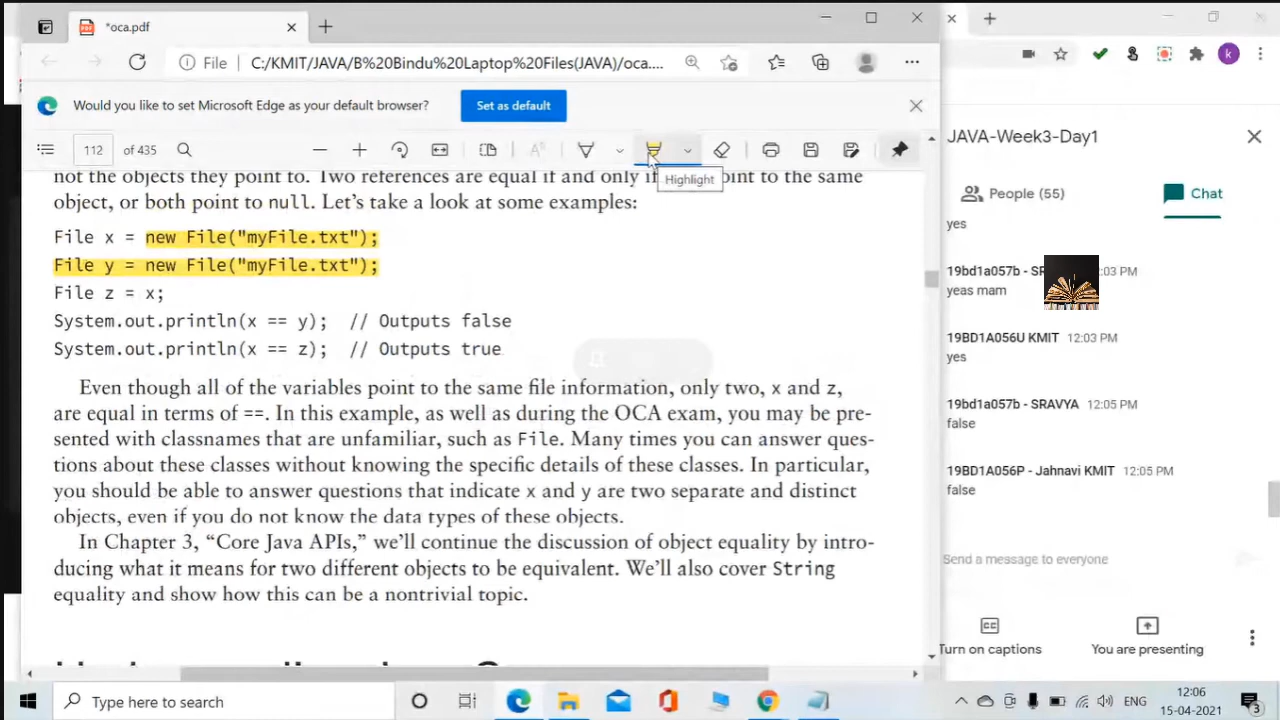 *oca.pdf
File
C:/KMIT/JAVA/B%20Bindu%20Laptop%20Files(JAVA)/oca....
Would you like to set Microsoft Edge as your default browser?
Set as default
112
of 435
Highlight
not the objects they point to. Two references are equal if and only if point to the same
object, or both point to null. Let's take a look at some examples:
File x = new File("myFile.txt");
File y = new File("myFile.txt");
File z = x;
System.out.println(x == y); // Outputs false
System.out.println(x == z); // Outputs true
Even though all of the variables point to the same file information, only two, x and z,
are equal in terms of ==. In this example, as well as during the OCA exam, you may be pre-
sented with classnames that are unfamiliar, such as File. Many times you can answer ques-
tions about these classes without knowing the specific details of these classes. In particular,
you should be able to answer questions that indicate x and y are two separate and distinct
objects, even if you do not know the data types of these objects.
In Chapter 3, “Core Java APIs,” we'll continue the discussion of object equality by intro-
ducing what it means for two different objects to be equivalent. We'll also cover String
equality and show how this can be a nontrivial topic.
k
JAVA-Week3-Day1
People (55)
Chat
yes
19bd1a057b - SR :03 PM
yeas mam
19BD1A056U KMIT 12:03 PM
yes
19bd1a057b - SRAVYA 12:05 PM
false
19BD1A056P - Jahnavi KMIT 12:05 PM
false
Send a message to everyone
Turn on captions
You are presenting
Type here to search
ENG
12:06
15-04-2021
3